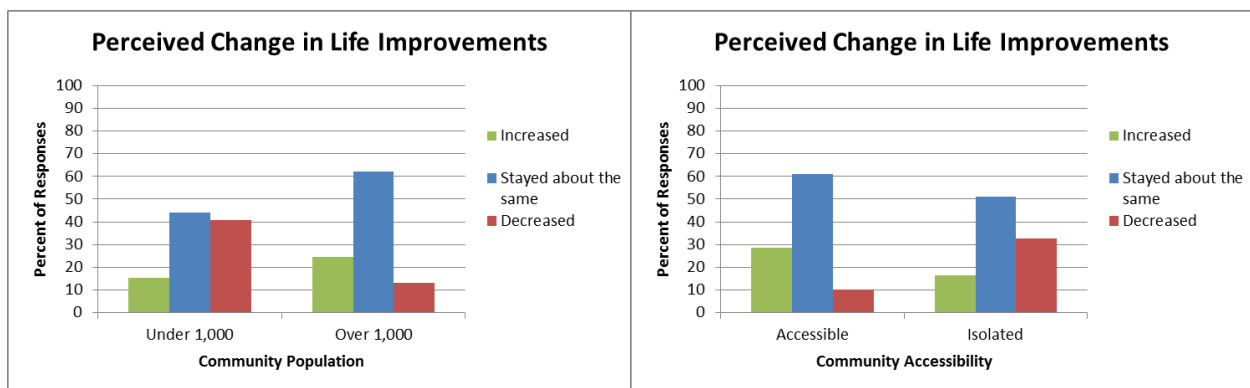 Perceived Change in Life Improvements
100
90
80
70
60
50
40
30
20
10
0
Percent of Responses
Under 1,000
Over 1,000
Community Population
Increased
Stayed about the
same
Decreased
Perceived Change in Life Improvements
100
90
80
70
60
50
40
30
20
10
0
Percent of Responses
Accessible
Isolated
Community Accessibility
Increased
Stayed about the
same
Decreased